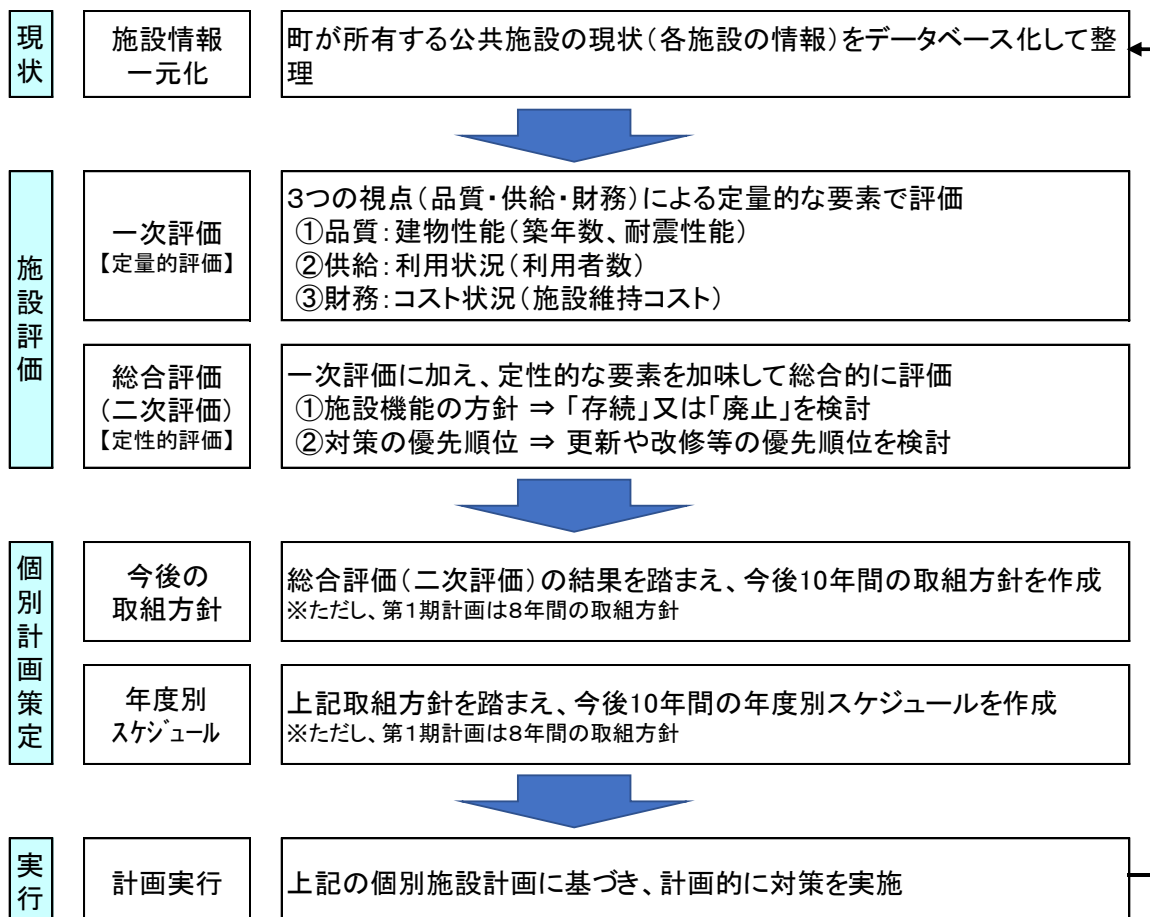 現状
施設情報
一元化
町が所有する公共施設の現状(各施設の情報)をデータベース化して整
理
施設評価
一次評価
【定量的評価】
3つの視点(品質・供給・財務)による定量的な要素で評価
①品質:建物性能(築年数、耐震性能)
②供給:利用状況(利用者数)
③財務:コスト状況(施設維持コスト)
総合評価
(二次評価)
【定性的評価】
一次評価に加え、定性的な要素を加味して総合的に評価
①施設機能の方針 ⇒ 「存続」又は「廃止」を検討
②対策の優先順位 ⇒ 更新や改修等の優先順位を検討
個別計画策定
今後の
取組方針
総合評価(二次評価)の結果を踏まえ、今後10年間の取組方針を作成
※ただし、第1期計画は8年間の取組方針
年度別
スケジュール
上記取組方針を踏まえ、今後10年間の年度別スケジュールを作成
※ただし、第1期計画は8年間の取組方針
実行
計画実行
上記の個別施設計画に基づき、計画的に対策を実施